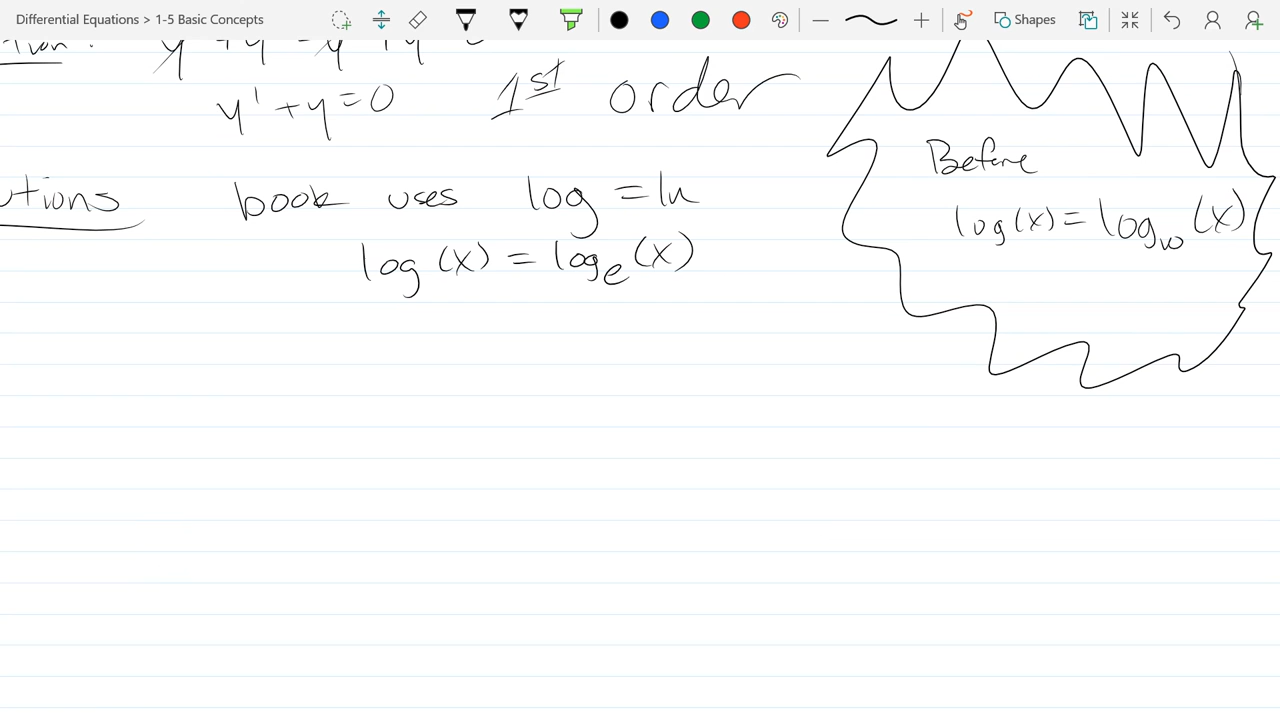 Differential Equations > 1-5 Basic Concepts
Shapes
y' + y = 0 1st order
book uses log = ln
log(x) = logₑ(x)
Before
log(x) = log₁₀(x)